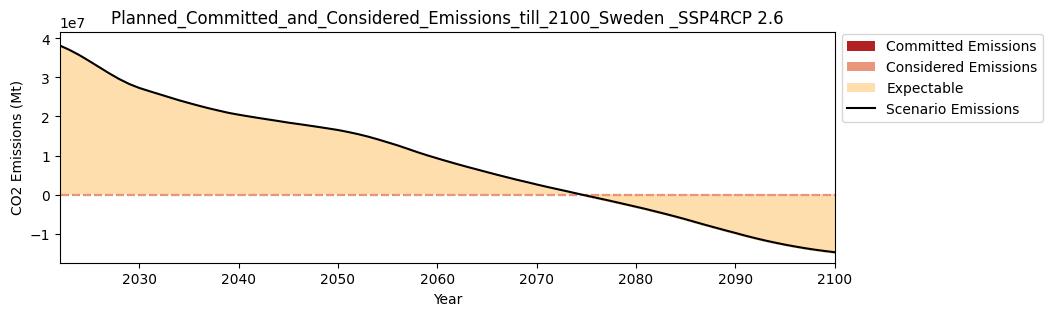 Planned_Committed_and_Considered_Emissions_till_2100_Sweden _SSP4RCP 2.6
1e7
4
3
2
1
0
−1
CO2 Emissions (Mt)
2030 2040 2050 2060 2070 2080 2090 2100
Year
Committed Emissions
Considered Emissions
Expectable
Scenario Emissions